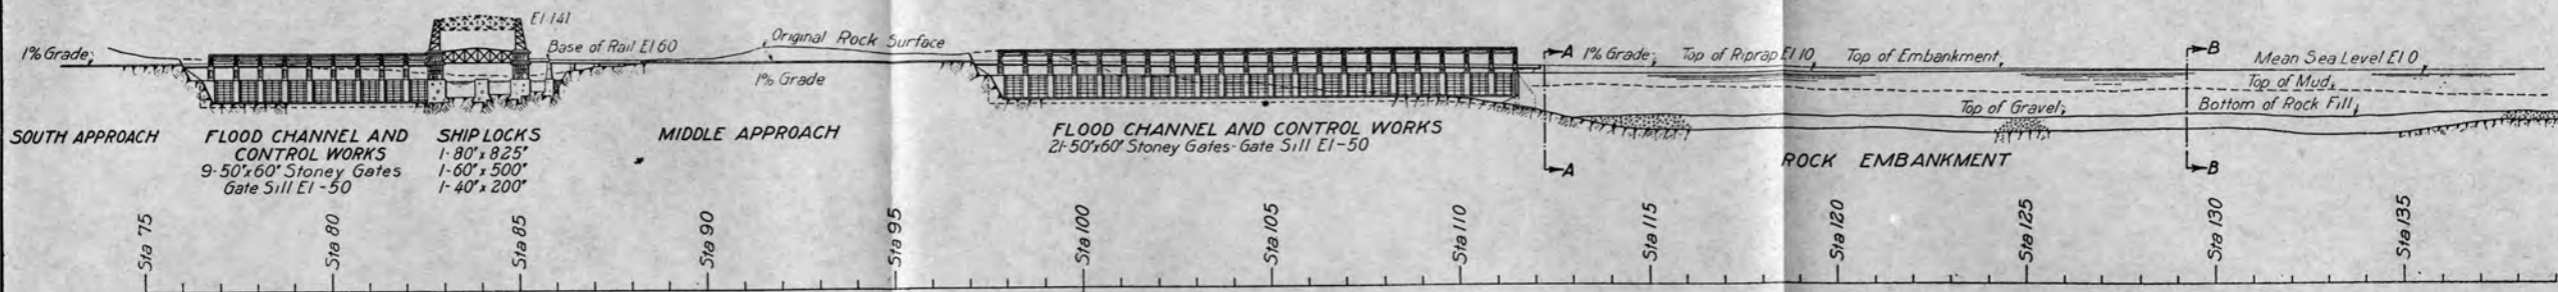 El 141
1% Grade,
Base of Rail El 60
Original Rock Surface
1% Grade
A
1% Grade,
Top of Riprap El 10,
Top of Embankment,
B
Mean Sea Level El 0
Top of Mud,
Top of Gravel,
Bottom of Rock Fill,
SOUTH APPROACH
FLOOD CHANNEL AND
CONTROL WORKS
9-50'x60' Stoney Gates
Gate Sill El -50
SHIP LOCKS
1-80'x825'
1-60'x500'
1-40'x200'
MIDDLE APPROACH
FLOOD CHANNEL AND CONTROL WORKS
21-50'x60' Stoney Gates-Gate Sill El-50
A
ROCK EMBANKMENT
B
Sta 75
Sta 80
Sta 85
Sta 90
Sta 95
Sta 100
Sta 105
Sta 110
Sta 115
Sta 120
Sta 125
Sta 130
Sta 135